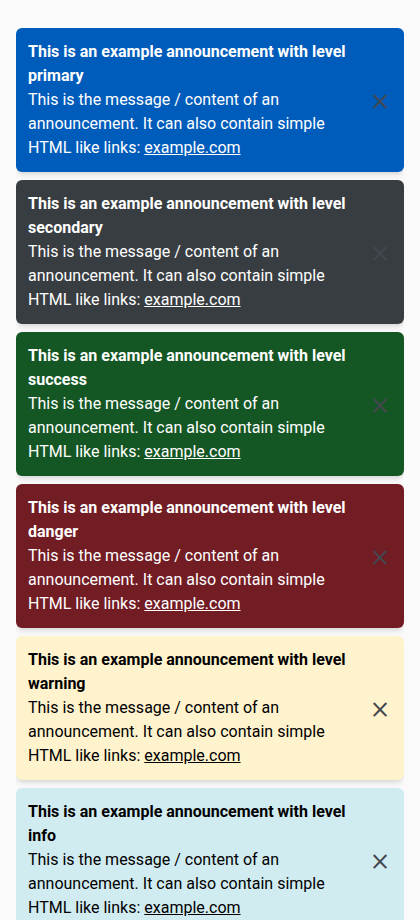 This is an example announcement with level
primary
This is the message / content of an
announcement. It can also contain simple
HTML like links: example.com
This is an example announcement with level
secondary
This is the message / content of an
announcement. It can also contain simple
HTML like links: example.com
This is an example announcement with level
success
This is the message / content of an
announcement. It can also contain simple
HTML like links: example.com
This is an example announcement with level
danger
This is the message / content of an
announcement. It can also contain simple
HTML like links: example.com
This is an example announcement with level
warning
This is the message / content of an
announcement. It can also contain simple
HTML like links: example.com
This is an example announcement with level
info
This is the message / content of an
announcement. It can also contain simple
HTML like links: example.com